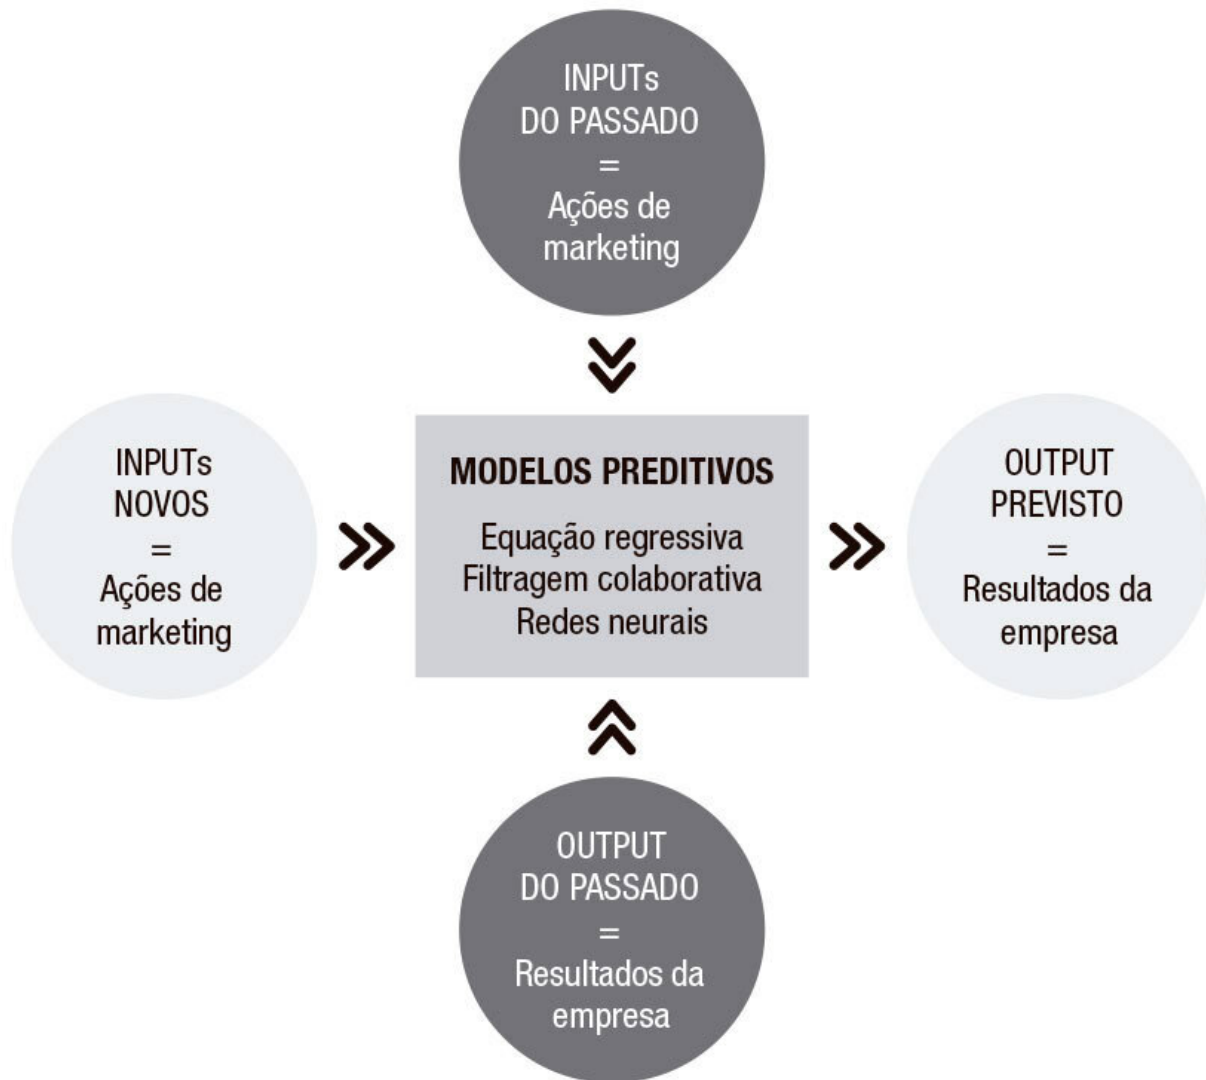 INPUTs
DO PASSADO
=
Ações de
marketing
INPUTs
NOVOS
=
Ações de
marketing
MODELOS PREDITIVOS
Equação regressiva
Filtragem colaborativa
Redes neurais
OUTPUT
PREVISTO
=
Resultados da
empresa
OUTPUT
DO PASSADO
=
Resultados da
empresa